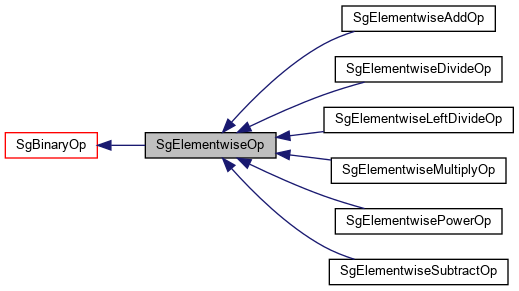 SgElementwiseAddOp
SgElementwiseDivideOp
SgElementwiseLeftDivideOp
SgBinaryOp
SgElementwiseOp
SgElementwiseMultiplyOp
SgElementwisePowerOp
SgElementwiseSubtractOp